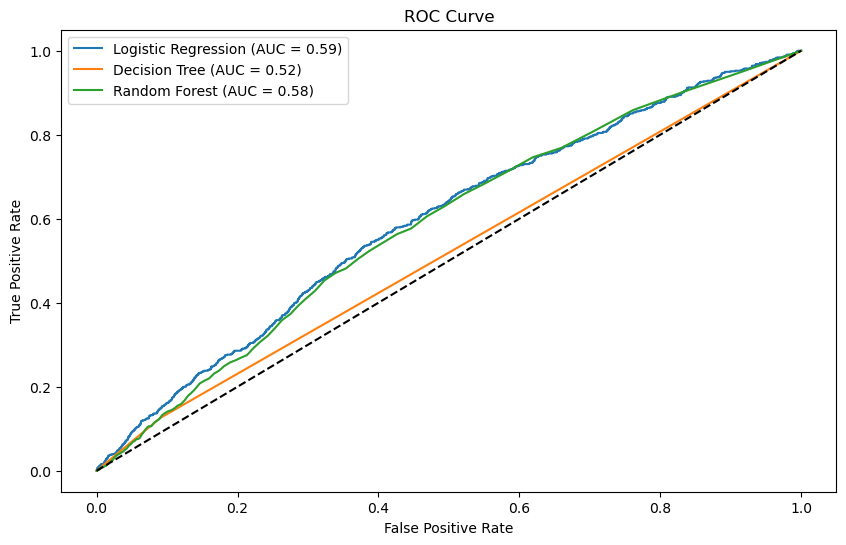 ROC Curve
Logistic Regression (AUC = 0.59)
Decision Tree (AUC = 0.52)
Random Forest (AUC = 0.58)
True Positive Rate
1.0
0.8
0.6
0.4
0.2
0.0
0.0 0.2 0.4 0.6 0.8 1.0
False Positive Rate